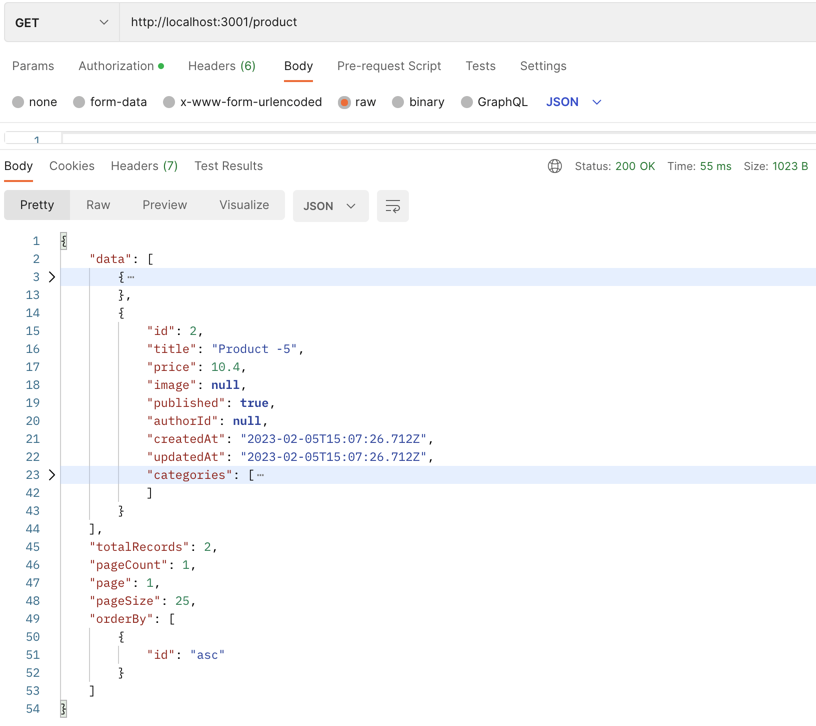 GET http://localhost:3001/product
Params Authorization Headers (6) Body Pre-request Script Tests Settings
none form-data x-www-form-urlencoded raw binary GraphQL JSON
1
Body Cookies Headers (7) Test Results Status: 200 OK Time: 55 ms Size: 1023 B
Pretty Raw Preview Visualize JSON
1 {
2 "data": [
3 { ⋯
13 },
14 {
15 "id": 2,
16 "title": "Product -5",
17 "price": 10.4,
18 "image": null,
19 "published": true,
20 "authorId": null,
21 "createdAt": "2023-02-05T15:07:26.712Z",
22 "updatedAt": "2023-02-05T15:07:26.712Z",
23 "categories": [ ⋯
42 ]
43 }
44 ],
45 "totalRecords": 2,
46 "pageCount": 1,
47 "page": 1,
48 "pageSize": 25,
49 "orderBy": [
50 {
51 "id": "asc"
52 }
53 ]
54 }